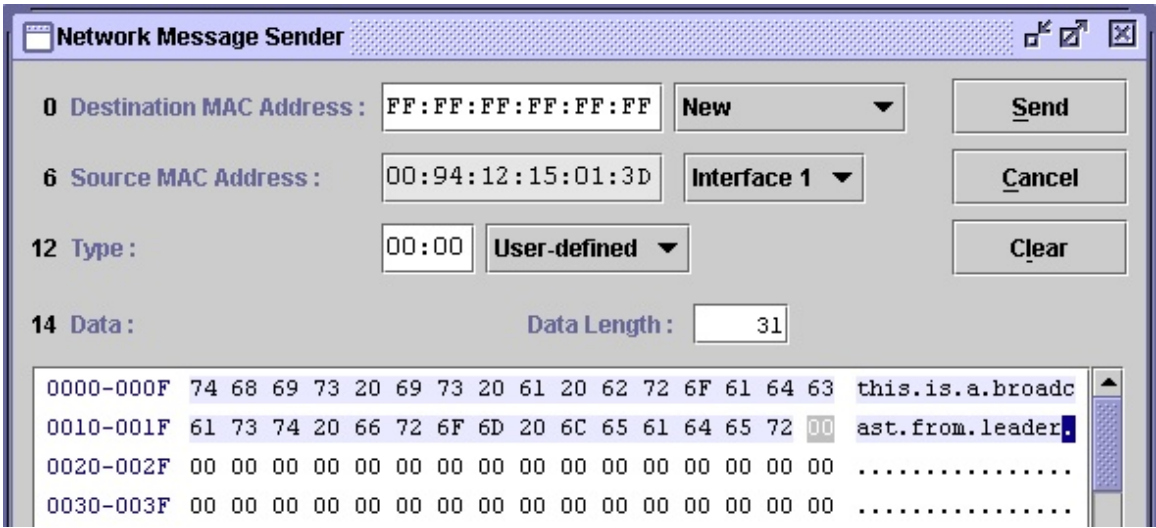 Network Message Sender
0 Destination MAC Address : FF:FF:FF:FF:FF:FF New Send
6 Source MAC Address : 00:94:12:15:01:3D Interface 1 Cancel
12 Type : 00:00 User-defined Clear
14 Data : Data Length : 31
0000-000F 74 68 69 73 20 69 73 20 61 20 62 72 6F 61 64 63 this.is.a.broadc
0010-001F 61 73 74 20 66 72 6F 6D 20 6C 65 61 64 65 72 00 ast.from.leader.
0020-002F 00 00 00 00 00 00 00 00 00 00 00 00 00 00 00 00 ................
0030-003F 00 00 00 00 00 00 00 00 00 00 00 00 00 00 00 00 ................